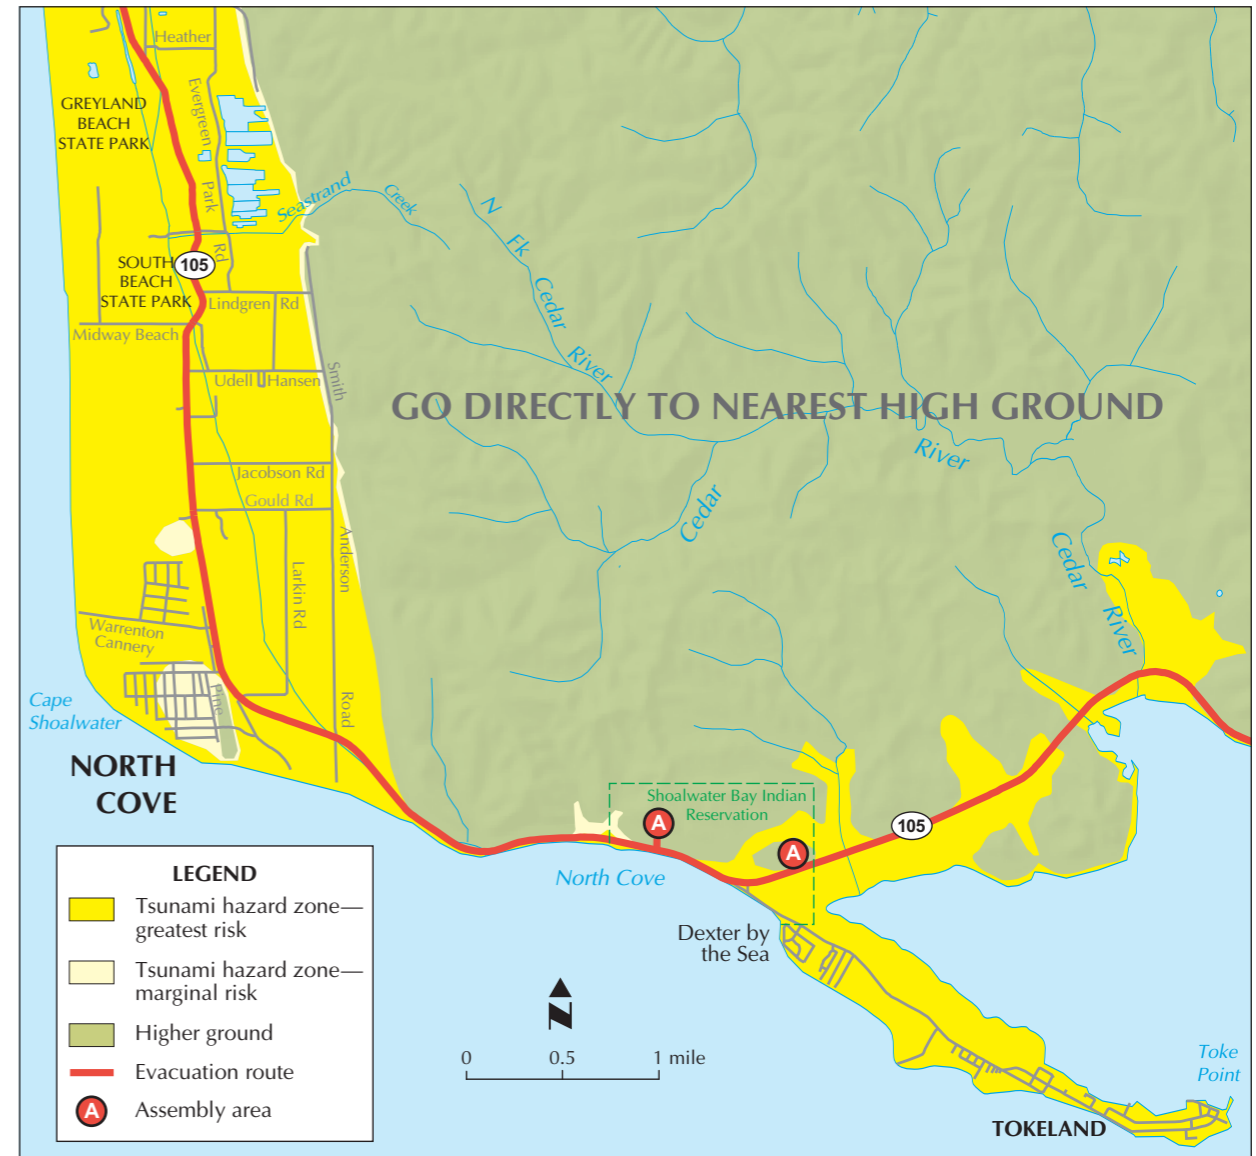 Heather
GREYLAND
BEACH
STATE PARK
Evergreen
Park
Rd
Seastrand
Creek
N
Fk
Cedar
River
SOUTH
BEACH
STATE PARK
105
Lindgren Rd
Midway Beach
Udell
Hansen
Smith
GO DIRECTLY TO NEAREST HIGH GROUND
River
Jacobson Rd
Gould Rd
Cedar
Anderson
Larkin Rd
Cedar
River
Warrenton
Cannery
Pine
Road
Cape
Shoalwater
NORTH
COVE
Shoalwater Bay Indian
Reservation
A
A
105
North Cove
Dexter by
the Sea
LEGEND
Tsunami hazard zone—
greatest risk
Tsunami hazard zone—
marginal risk
Higher ground
Evacuation route
A
Assembly area
N
0 0.5 1 mile
Toke
Point
TOKELAND